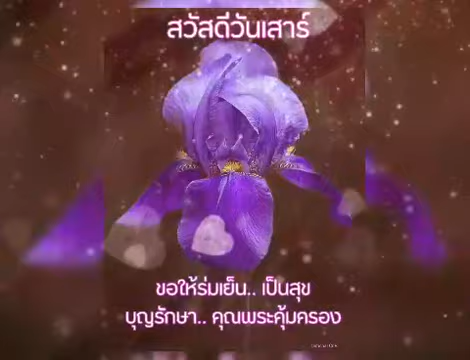 สวัสดีวันเสาร์
ขอให้ร่มเย็น.. เป็นสุข
บุญรักษา.. คุณพระคุ้มครอง